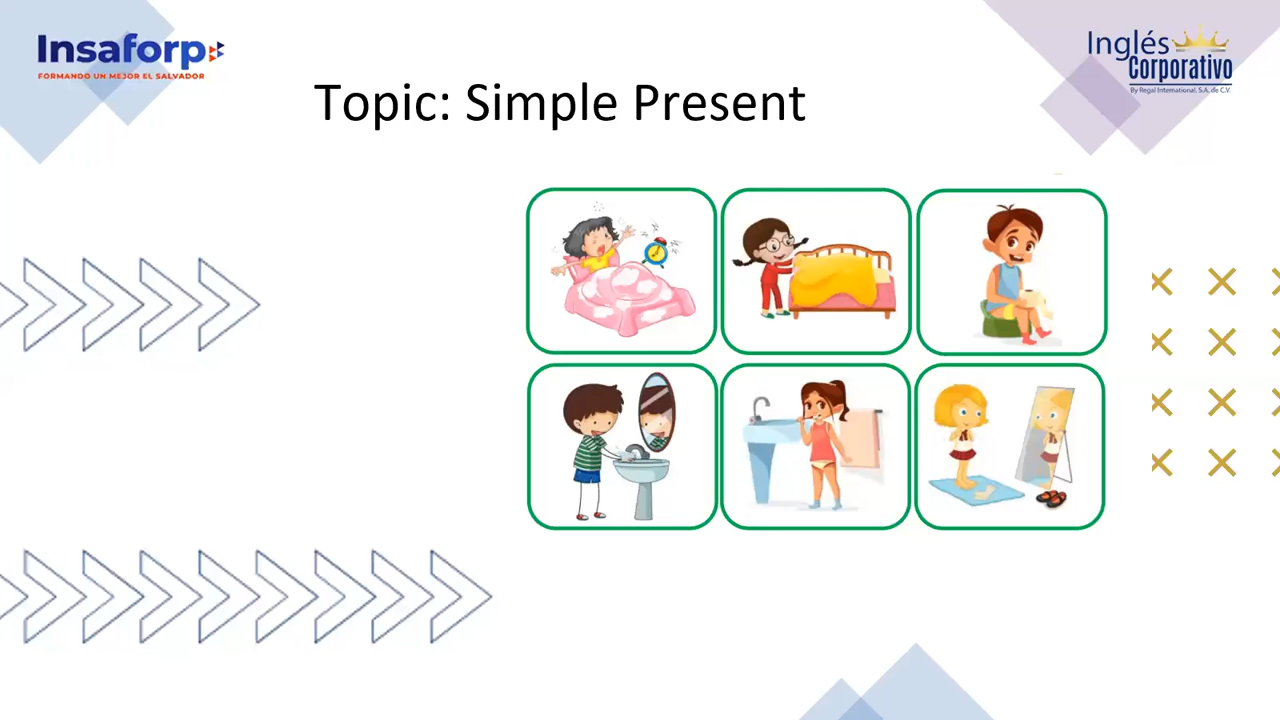 Insaforp
FORMANDO UN MEJOR EL SALVADOR
Inglés
Corporativo
By Regal International, S.A. de C.V.
Topic: Simple Present